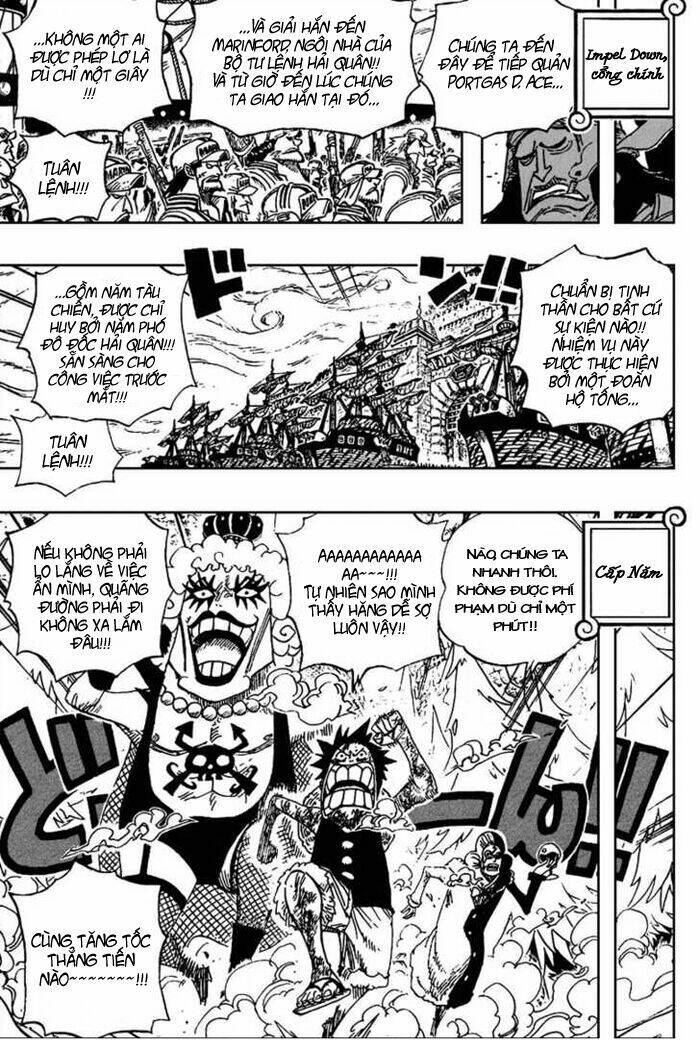 Impel Down,
cổng chính
CHÚNG TA ĐẾN
ĐÂY ĐỂ TIẾP QUẢN
PORTGAS D. ACE...
...VÀ GIẢI HẮN ĐẾN
MARINFORD, NGÔI NHÀ CỦA
BỘ TƯ LỆNH HẢI QUÂN!!
VÀ TỪ GIỜ ĐẾN LÚC CHÚNG
TA GIAO HẮN TẠI ĐÓ...
...KHÔNG MỘT AI
ĐƯỢC PHÉP LƠ LÀ
DÙ CHỈ MỘT GIÂY
!!!
TUÂN
LỆNH!!!
CHUẨN BỊ TINH
THẦN CHO BẤT CỨ
SỰ KIỆN NÀO!!
NHIỆM VỤ NÀY
ĐƯỢC THỰC HIỆN
BỞI MỘT ĐOÀN
HỘ TỐNG...
ドン!!
...GỒM NĂM TÀU
CHIẾN, ĐƯỢC CHỈ
HUY BỞI NĂM PHÓ
ĐÔ ĐỐC HẢI QUÂN!!!
SẴN SÀNG CHO
CÔNG VIỆC TRƯỚC
MẮT!!!
TUÂN
LỆNH!!!
Cấp Năm
NÀO, CHÚNG TA
NHANH THÔI.
KHÔNG ĐƯỢC PHÍ
PHẠM DÙ CHỈ MỘT
PHÚT!!
AAAAAAAAAAAA
AA~~~!!!
TỰ NHIÊN SAO MÌNH
THẤY HĂNG DỄ SỢ
LUÔN VẬY!!
NẾU KHÔNG PHẢI
LO LẮNG VỀ VIỆC
ẨN MÌNH, QUÃNG
ĐƯỜNG PHẢI ĐI
KHÔNG XA LẮM
ĐÂU!!!
ど～ん!!
CÙNG TĂNG TỐC
THẲNG TIẾN
NÀO~~~~~~~!!!